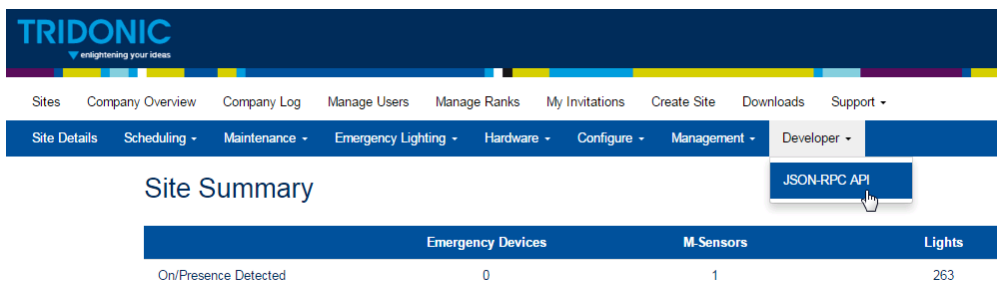 TRIDONIC
enlightening your ideas
Sites Company Overview Company Log Manage Users Manage Ranks My Invitations Create Site Downloads Support
Site Details Scheduling Maintenance Emergency Lighting Hardware Configure Management Developer
JSON-RPC API
Site Summary
Emergency Devices M-Sensors Lights
On/Presence Detected 0 1 263